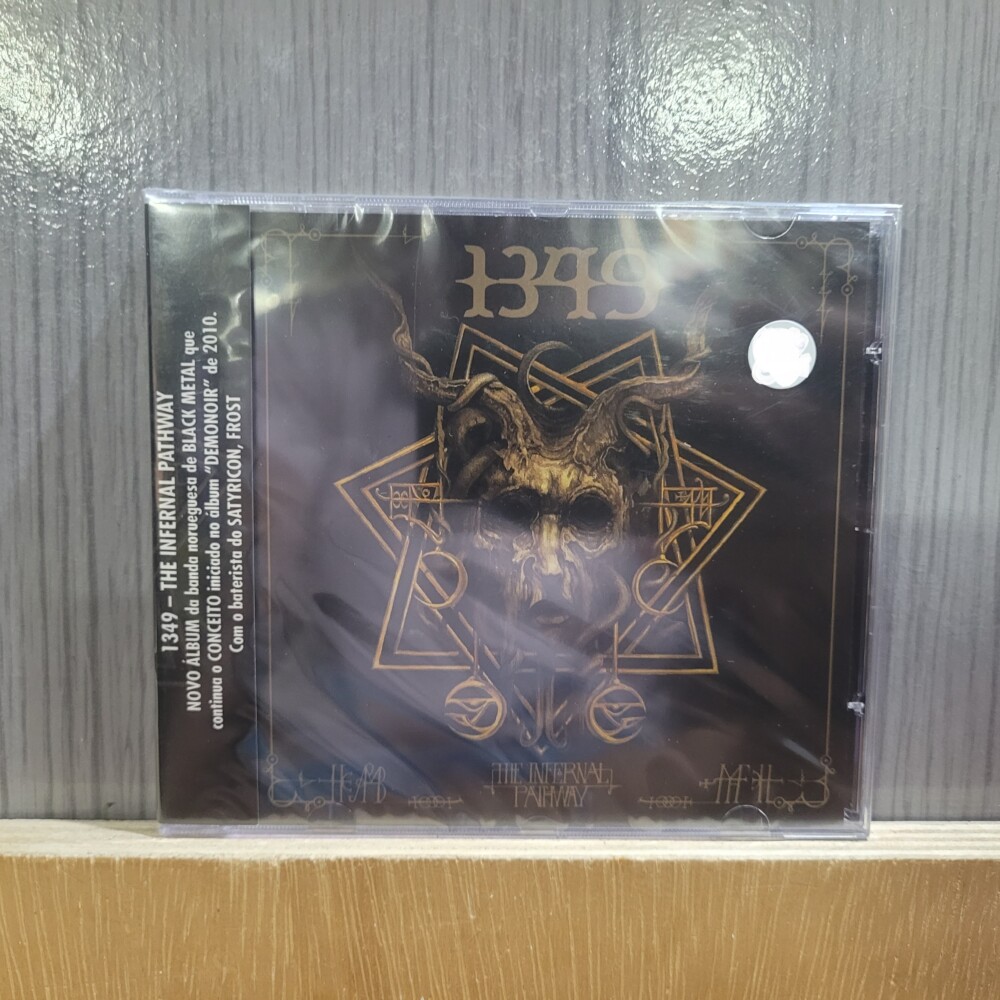 1349 – THE INFERNAL PATHWAY
NOVO ÁLBUM da banda norueguesa de BLACK METAL que
continua o CONCEITO iniciado no álbum "DEMONOIR" de 2010.
Com o baterista do SATYRICON, FROST
1349
THE INFERNAL
PATHWAY